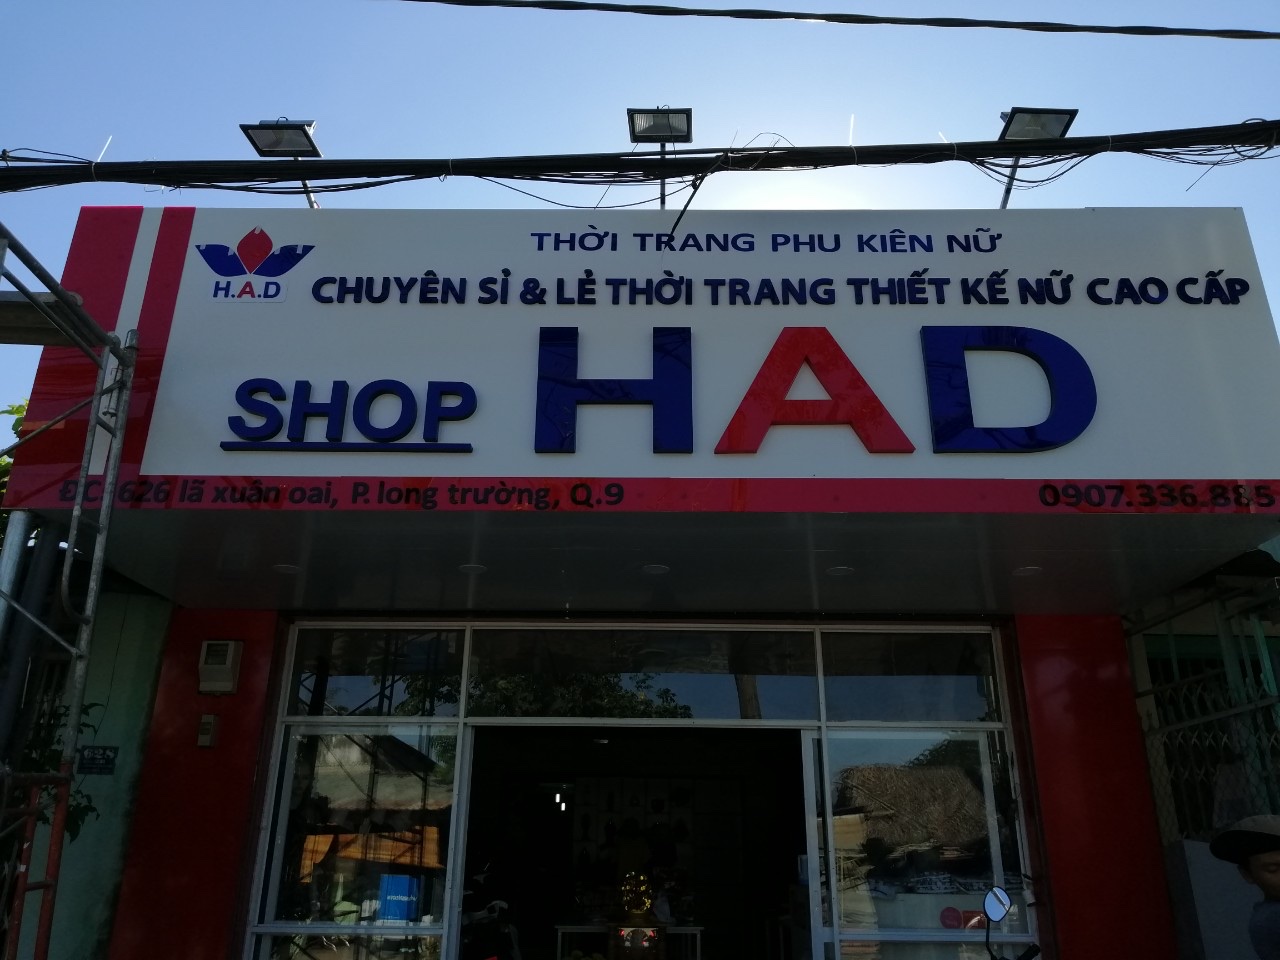 THỜI TRANG PHU KIÊN NỮ
H.A.D
CHUYÊN SỈ & LẺ THỜI TRANG THIẾT KẾ NỮ CAO CẤP
SHOP HAD
ĐC: 626 lã xuân oai, P. long trường, Q.9
0907.336.885